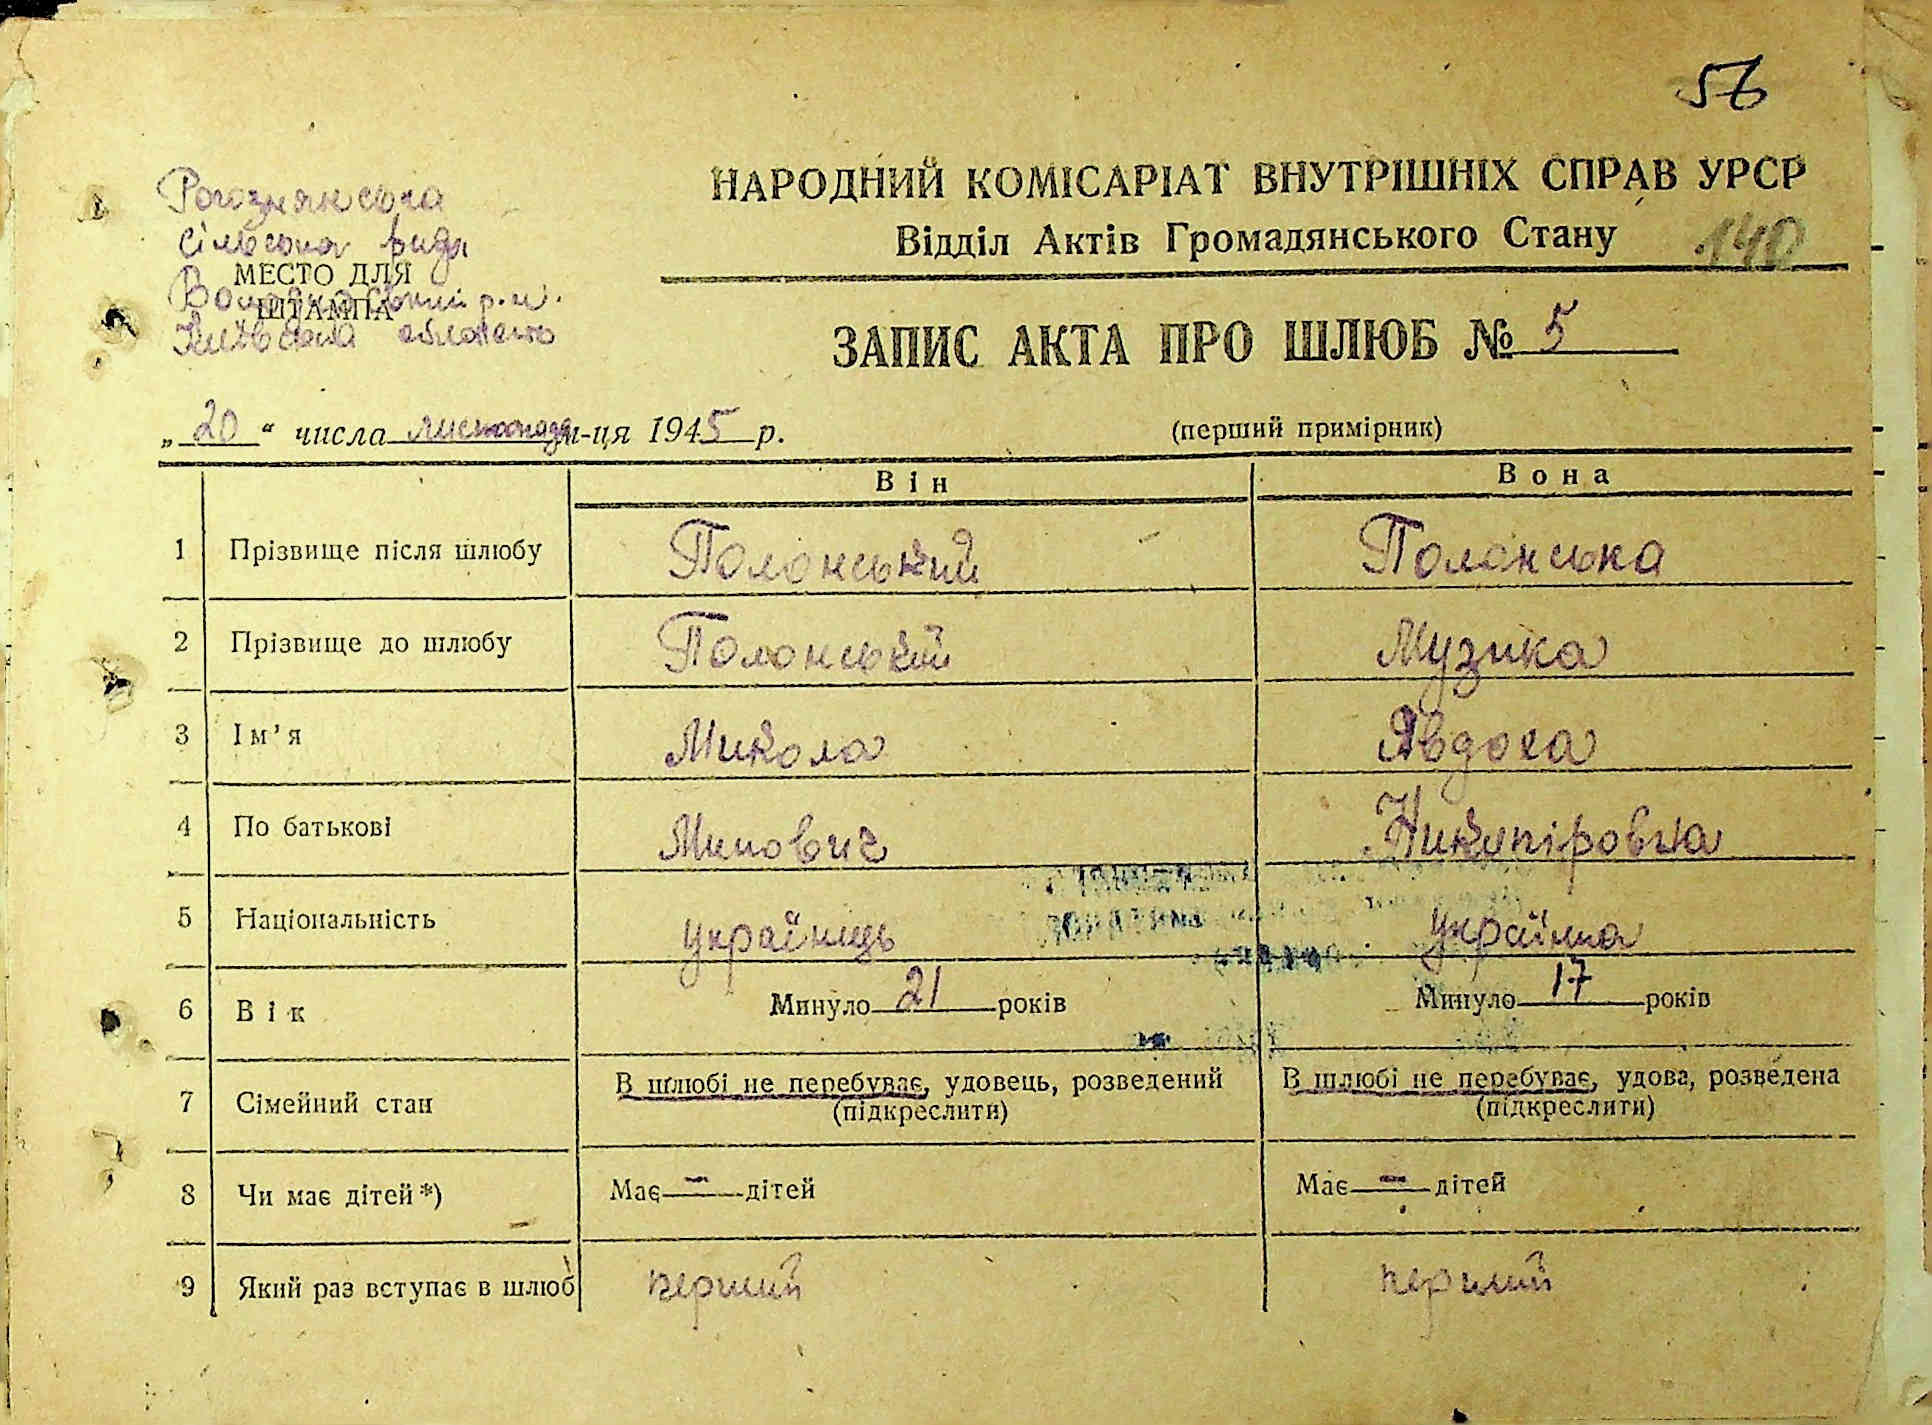 56
Рогознянська
сільська рада
МЕСТО ДЛЯ
ШТАМПА
Володарський р-н.
Київська область
НАРОДНИЙ КОМІСАРІАТ ВНУТРІШНІХ СПРАВ УРСР
Відділ Актів Громадянського Стану 140
ЗАПИС АКТА ПРО ШЛЮБ № 5
„ 20 “ числа листопада м-ця 1945 р. (перший примірник)
Він Вона
1 Прізвище після шлюбу Полонський Полонська
2 Прізвище до шлюбу Полонський Музика
3 Ім’я Микола Явдоха
4 По батькові Минович Никипіровна
5 Національність українць українка
6 Вік Минуло 21 років Минуло 17 років
7 Сімейний стан В шлюбі не перебуває, удовець, розведений В шлюбі не перебуває, удова, розведена
(підкреслити) (підкреслити)
8 Чи має дітей *) Має - дітей Має - дітей
9 Який раз вступає в шлюб перший перший